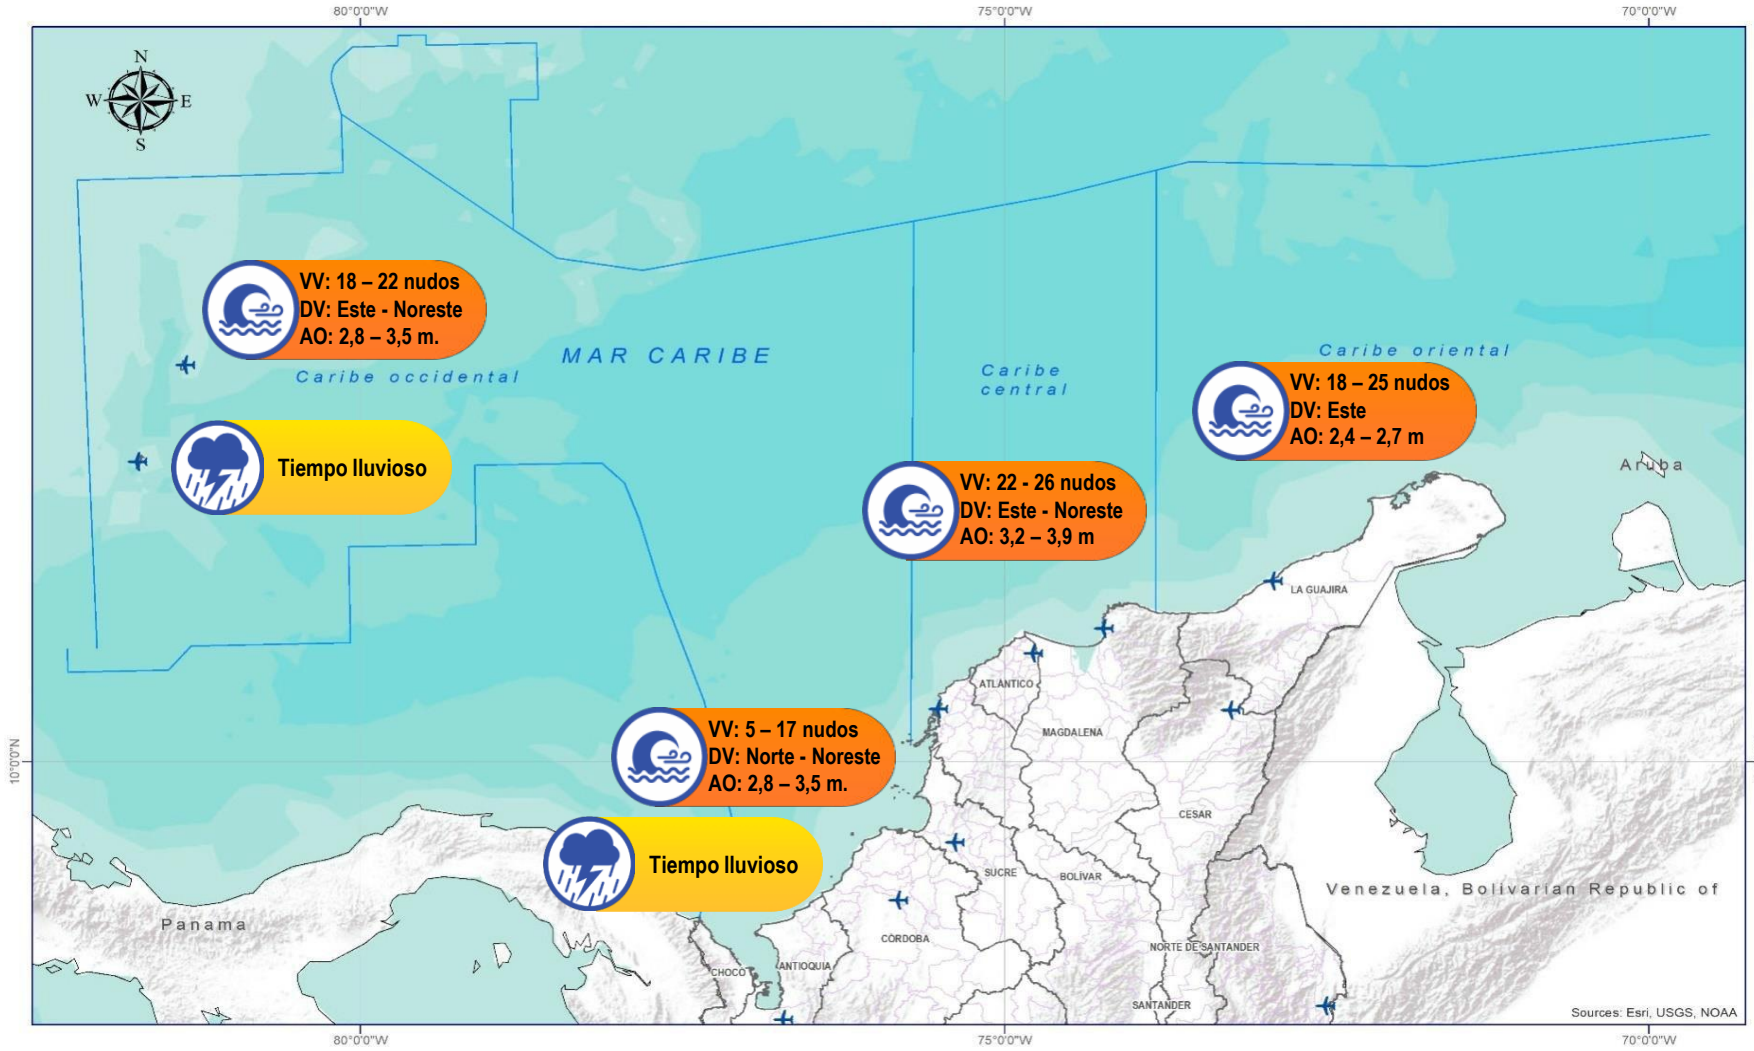 80°0'0"W
75°0'0"W
70°0'0"W
N
W
E
S
VV: 18 – 22 nudos
DV: Este - Noreste
AO: 2,8 – 3,5 m.
MAR CARIBE
Caribe occidental
Caribe
central
Caribe oriental
VV: 18 – 25 nudos
DV: Este
AO: 2,4 – 2,7 m
Tiempo lluvioso
VV: 22 - 26 nudos
DV: Este - Noreste
AO: 3,2 – 3,9 m
Aruba
LA GUAJIRA
ATLÁNTICO
MAGDALENA
VV: 5 – 17 nudos
DV: Norte - Noreste
AO: 2,8 – 3,5 m.
10°0'0"N
CESAR
Tiempo lluvioso
SUCRE
BOLÍVAR
Venezuela, Bolivarian Republic of
Panama
CÓRDOBA
NORTE DE SANTANDER
CHOCÓ
ANTIOQUIA
SANTANDER
Sources: Esri, USGS, NOAA
80°0'0"W
75°0'0"W
70°0'0"W